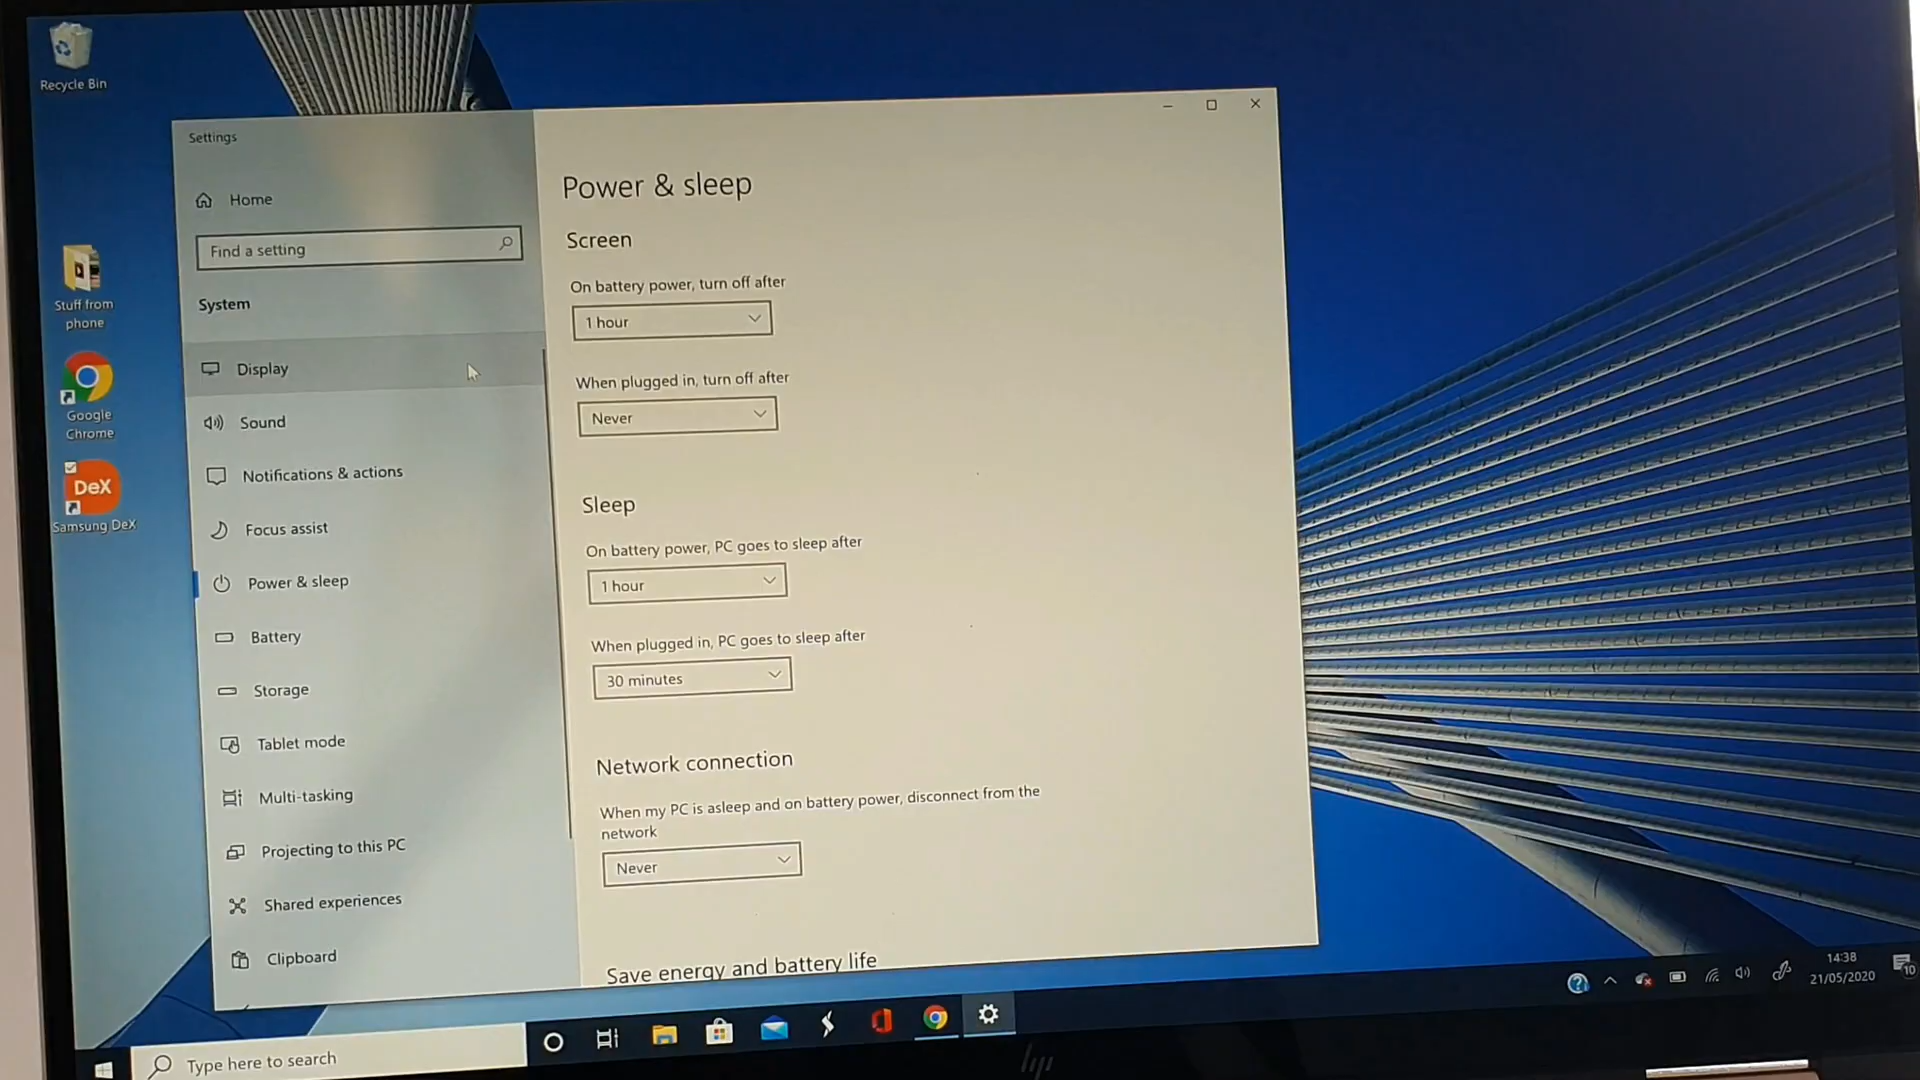 Recycle Bin
Stuff from
phone
Google
Chrome
DeX
Samsung DeX
Settings
Home
Find a setting
System
Display
Sound
Notifications & actions
Focus assist
Power & sleep
Battery
Storage
Tablet mode
Multi-tasking
Projecting to this PC
Shared experiences
Clipboard
Power & sleep
Screen
On battery power, turn off after
1 hour
When plugged in, turn off after
Never
Sleep
On battery power, PC goes to sleep after
1 hour
When plugged in, PC goes to sleep after
30 minutes
Network connection
When my PC is asleep and on battery power, disconnect from the
network
Never
Save energy and battery life
Type here to search
14:38
21/05/2020
10
hp